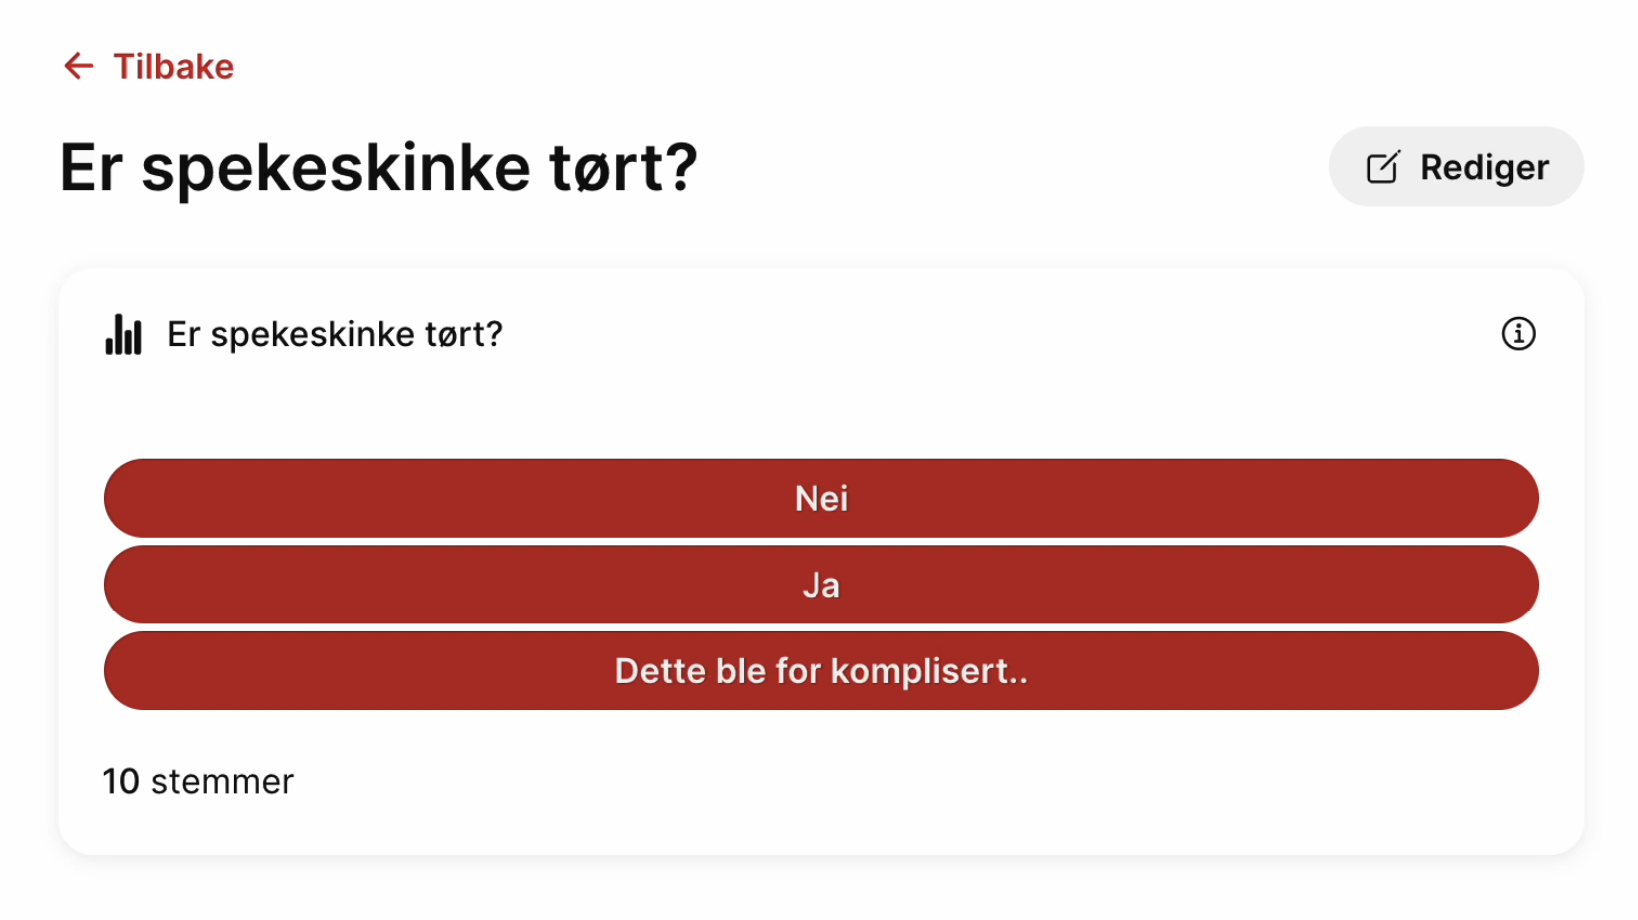 Tilbake
Er spekeskinke tørt?
Rediger
Er spekeskinke tørt?
Nei
Ja
Dette ble for komplisert..
10 stemmer